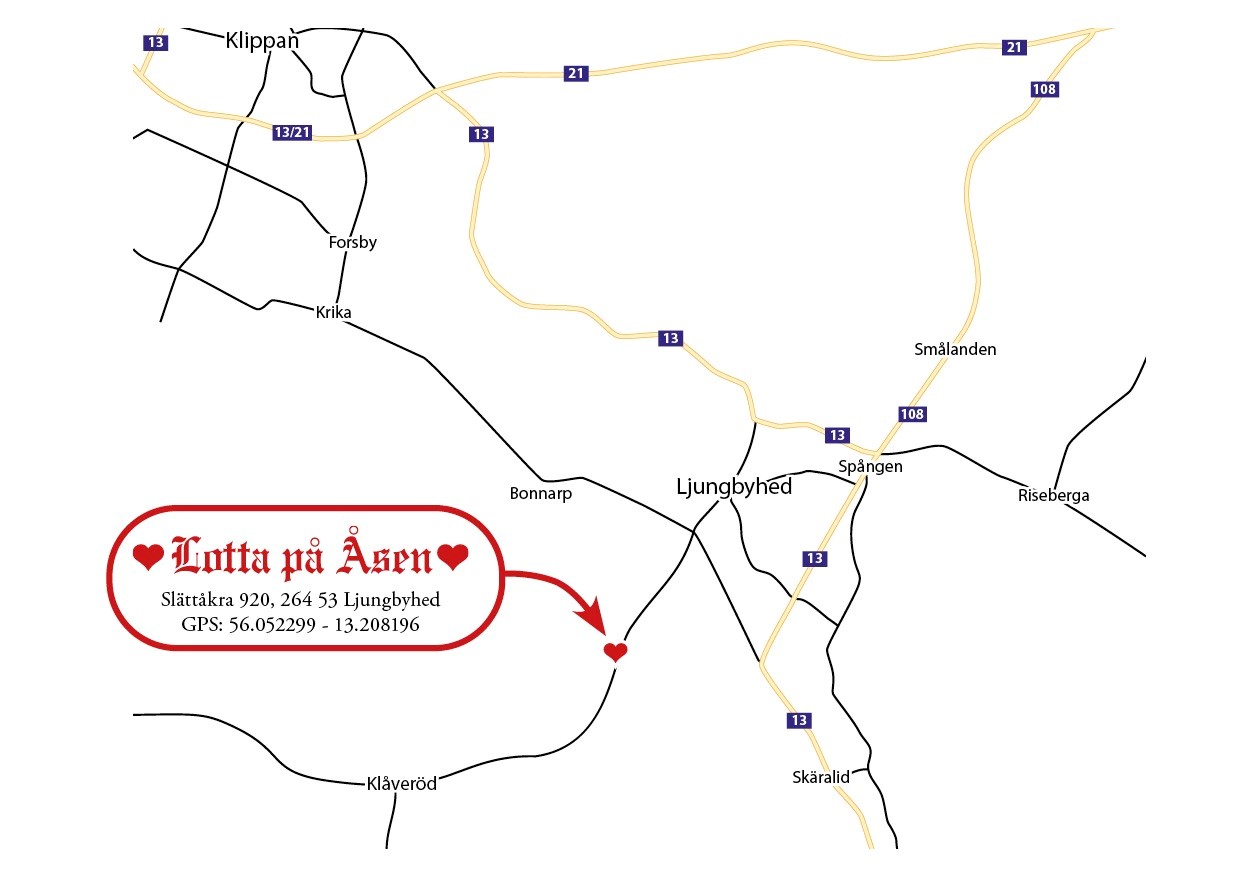 13
Klippan
21
21
108
13/21
13
Forsby
Krika
13
Smålanden
108
13
Spången
Ljungbyhed
Bonnarp
Riseberga
Lotta på Åsen
Slättåkra 920, 264 53 Ljungbyhed
GPS: 56.052299 - 13.208196
13
13
Skäralid
Klåveröd